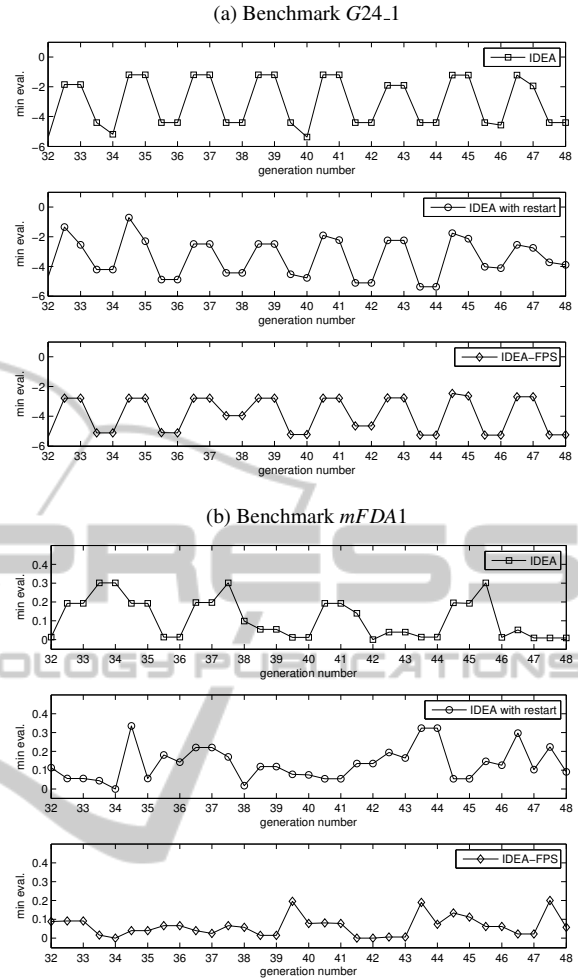 (a) Benchmark G24_1
IDEA
min eval.
0
−2
−4
−6
32 33 34 35 36 37 38 39 40 41 42 43 44 45 46 47 48
generation number
IDEA with restart
min eval.
0
−2
−4
−6
32 33 34 35 36 37 38 39 40 41 42 43 44 45 46 47 48
generation number
IDEA−FPS
min eval.
0
−2
−4
−6
32 33 34 35 36 37 38 39 40 41 42 43 44 45 46 47 48
generation number
(b) Benchmark mFDA1
PRESS
IDEA
min eval.
0.4
0.3
0.2
0.1
0
32 33 34 35 36 37 38 39 40 41 42 43 44 45 46 47 48
OLOGY PUBLICATIONS
generation number
IDEA with restart
min eval.
0.4
0.3
0.2
0.1
0
32 33 34 35 36 37 38 39 40 41 42 43 44 45 46 47 48
generation number
IDEA−FPS
min eval.
0.4
0.3
0.2
0.1
0
32 33 34 35 36 37 38 39 40 41 42 43 44 45 46 47 48
generation number